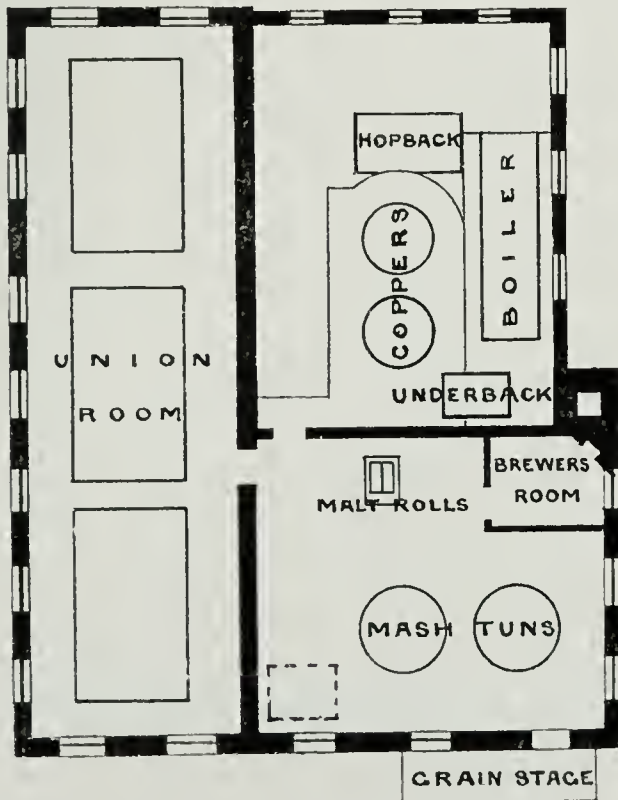 HOPBACK
COPPERS
BOILER
UNION
ROOM
UNDERBACK
BREWERS
ROOM
MALT ROLLS
MASH TUNS
GRAIN STAGE